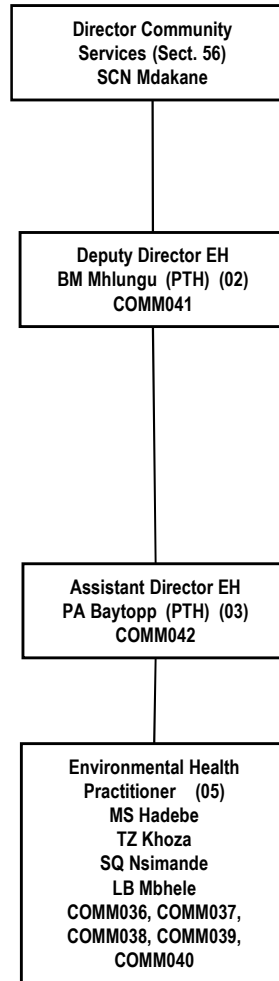 Director Community
Services (Sect. 56)
SCN Mdakane
Deputy Director EH
BM Mhlungu (PTH) (02)
COMM041
Assistant Director EH
PA Baytopp (PTH) (03)
COMM042
Environmental Health
Practitioner (05)
MS Hadebe
TZ Khoza
SQ Nsimande
LB Mbhele
COMM036, COMM037,
COMM038, COMM039,
COMM040